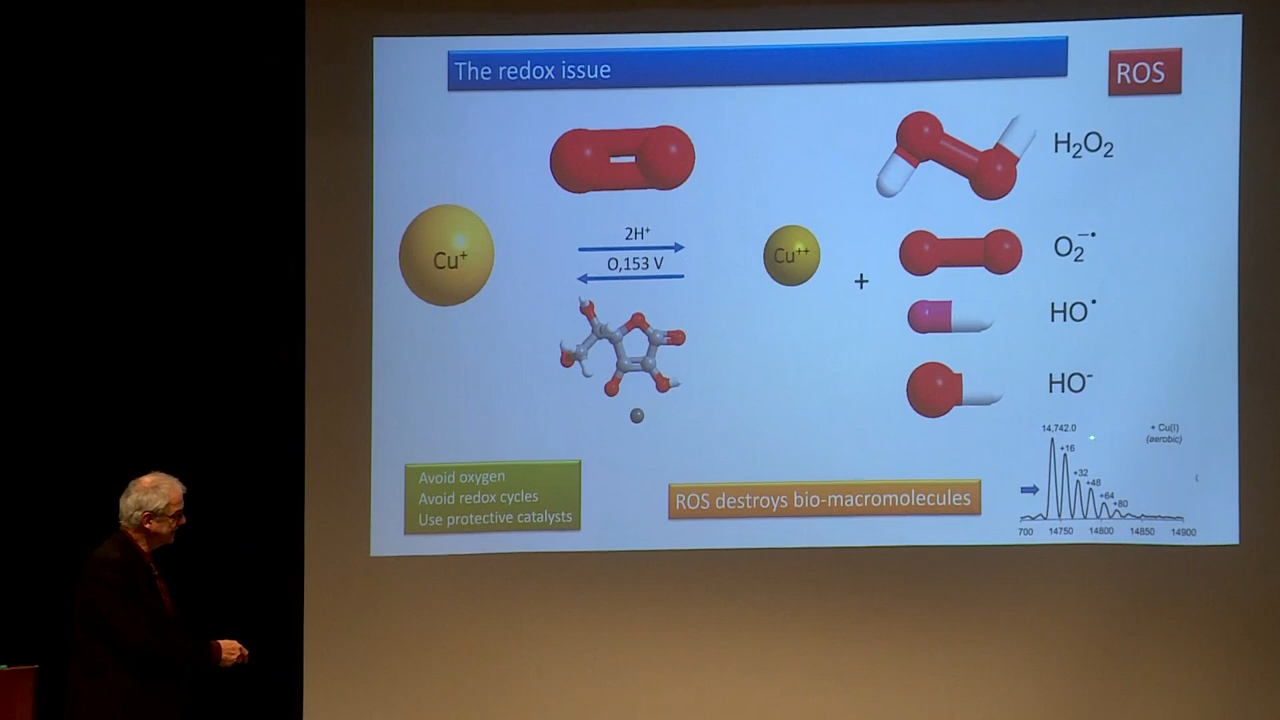 The redox issue
ROS
H₂O₂
2H⁺
Cu⁺
O,153 V
Cu⁺⁺
+
O₂⁻•
HO•
HO⁻
14,742.0
+ Cu(I)
(aerobic)
+16
+32
+48
+64
+80
700 14750 14800 14850 14900
Avoid oxygen
Avoid redox cycles
Use protective catalysts
ROS destroys bio-macromolecules